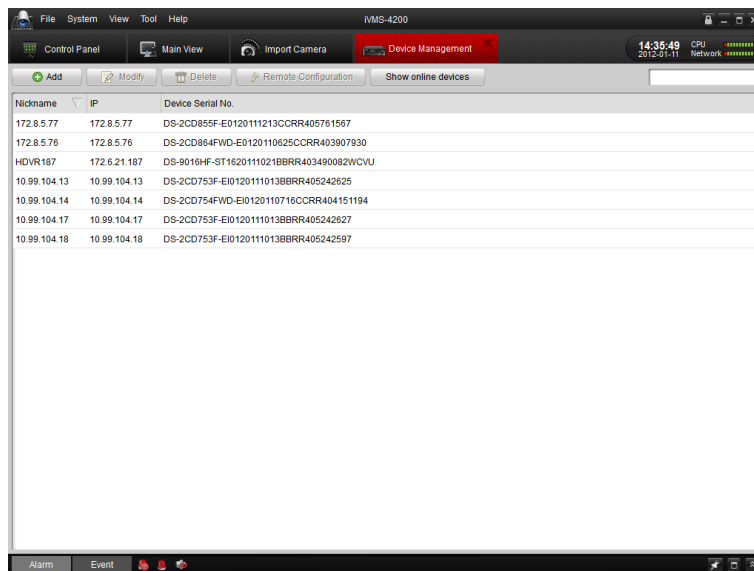 File System View Tool Help iVMS-4200
Control Panel Main View Import Camera Device Management 14:35:49 CPU
2012-01-11 Network
Add Modify Delete Remote Configuration Show online devices
Nickname IP Device Serial No.
172.8.5.77 172.8.5.77 DS-2CD855F-E0120111213CCRR405761567
172.8.5.76 172.8.5.76 DS-2CD864FWD-E0120110625CCRR403907930
HDVR187 172.6.21.187 DS-9016HF-ST1620111021BBRR403490082WCVU
10.99.104.13 10.99.104.13 DS-2CD753F-EI0120111013BBRR405242625
10.99.104.14 10.99.104.14 DS-2CD754FWD-EI0120110716CCRR404151194
10.99.104.17 10.99.104.17 DS-2CD753F-EI0120111013BBRR405242627
10.99.104.18 10.99.104.18 DS-2CD753F-EI0120111013BBRR405242597
Alarm Event